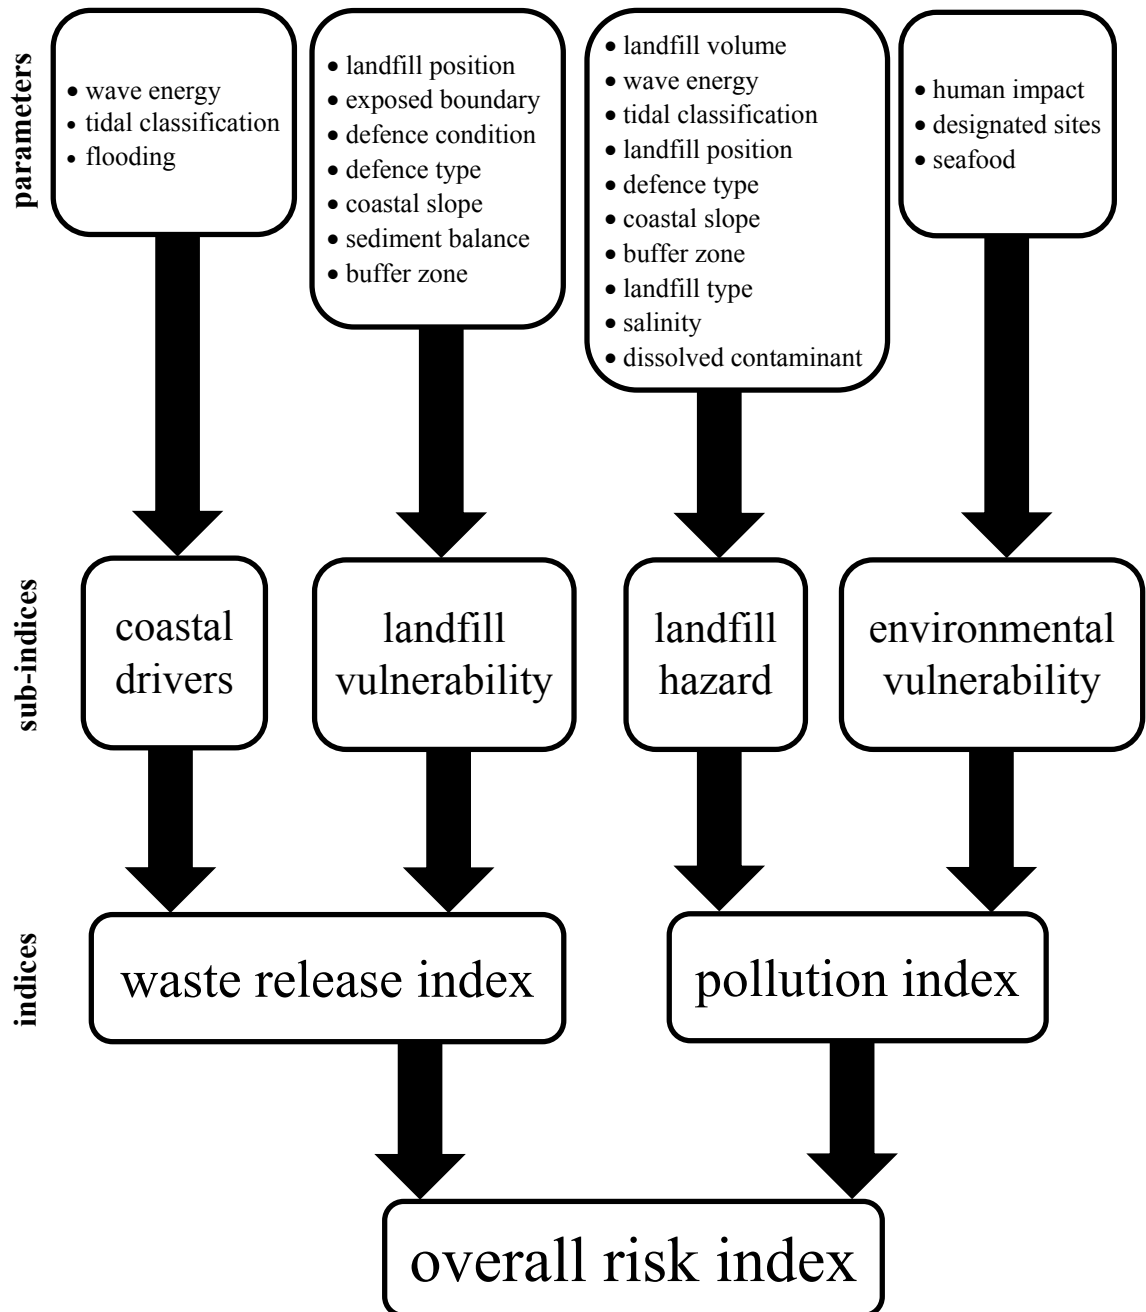 parameters
• wave energy
• tidal classification
• flooding
• landfill position
• exposed boundary
• defence condition
• defence type
• coastal slope
• sediment balance
• buffer zone
• landfill volume
• wave energy
• tidal classification
• landfill position
• defence type
• coastal slope
• buffer zone
• landfill type
• salinity
• dissolved contaminant
• human impact
• designated sites
• seafood
sub-indices
coastal
drivers
landfill
vulnerability
landfill
hazard
environmental
vulnerability
indices
waste release index
pollution index
overall risk index